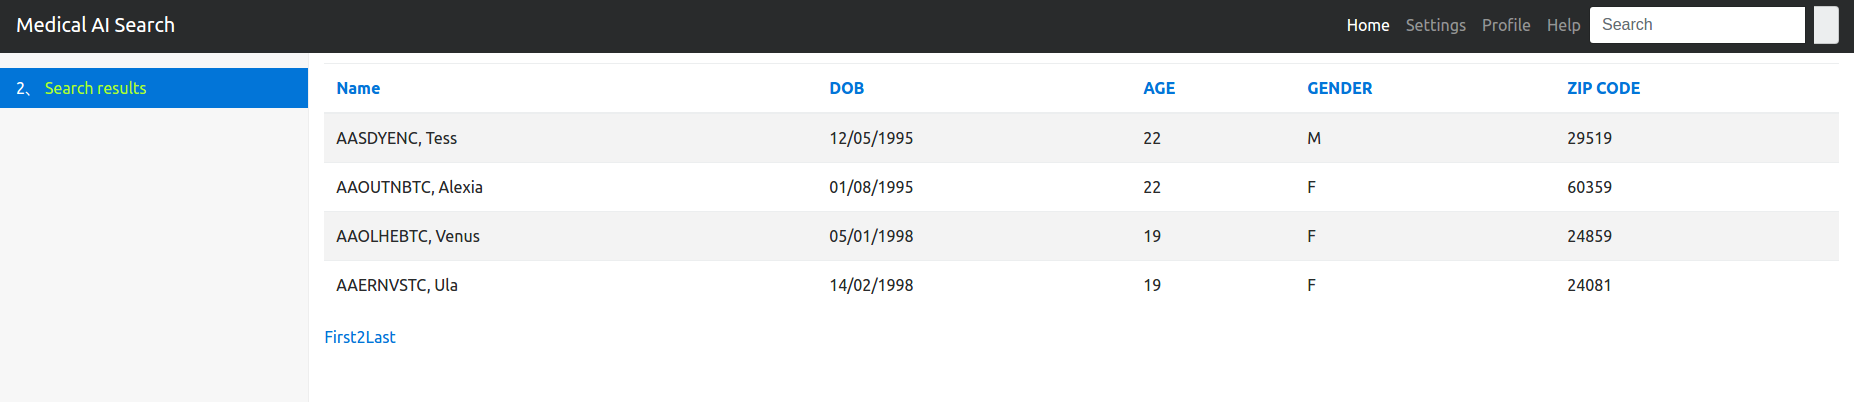 Medical AI Search Home Settings Profile Help Search
2、 Search results
Name DOB AGE GENDER ZIP CODE
AASDYENC, Tess 12/05/1995 22 M 29519
AAOUTNBTC, Alexia 01/08/1995 22 F 60359
AAOLHEBTC, Venus 05/01/1998 19 F 24859
AAERNVSTC, Ula 14/02/1998 19 F 24081
First2Last